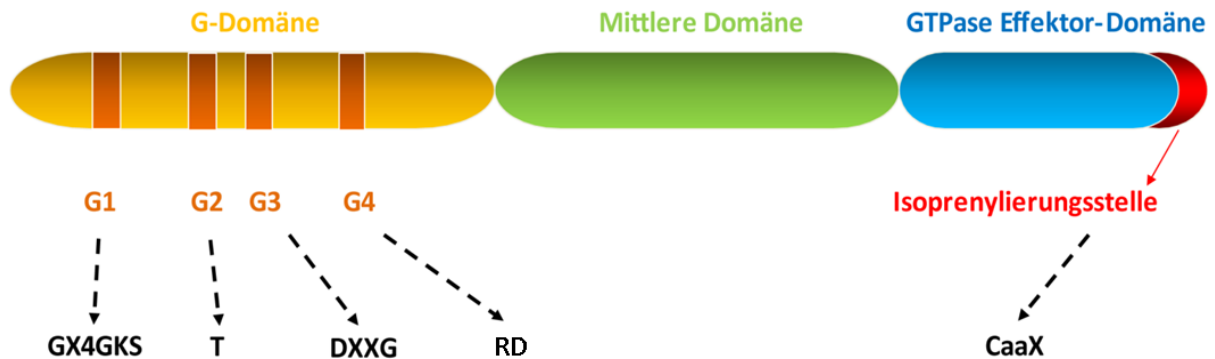 G-Domäne Mittlere Domäne GTPase Effektor-Domäne
G1 G2 G3 G4 Isoprenylierungsstelle
GX4GKS T DXXG RD CaaX